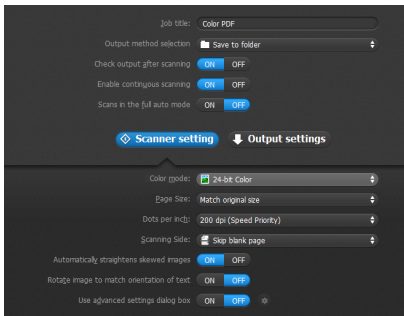 Job title: Color PDF
Output method selection Save to folder
Check output after scanning ON OFF
Enable continuous scanning ON OFF
Scans in the full auto mode ON OFF
Scanner setting Output settings
Color mode: 24-bt Color
Page Size: Match original size
Dots per inch: 200 dpi (Speed Priority)
Scanning Side: Skip blank page
Automatically straightens skewed images ON OFF
Rotate image to match orientation of text ON OFF
Use advanced settings dialog box ON OFF